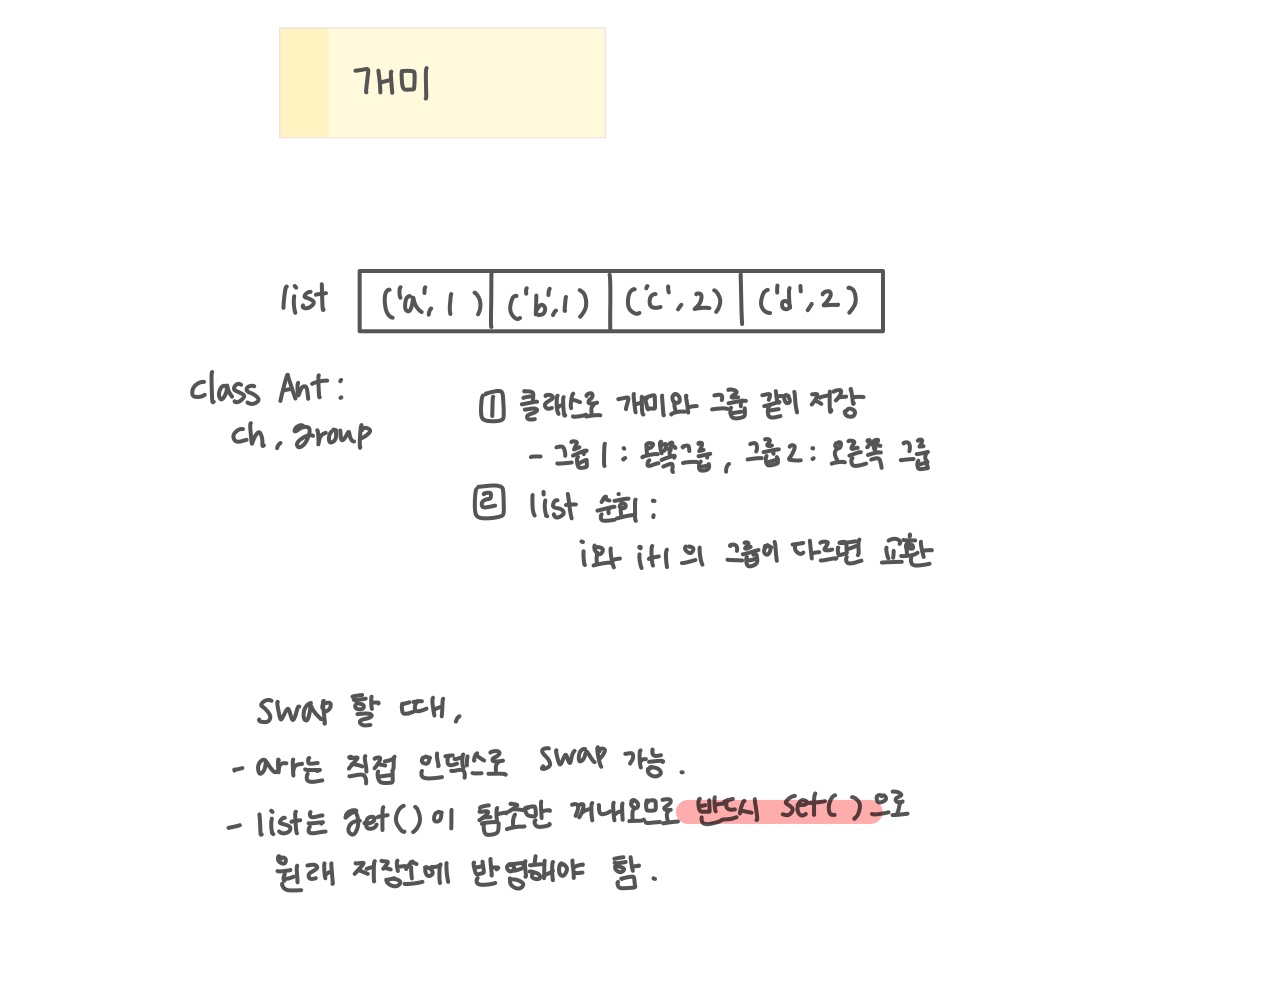 개미
list ('a', 1) ('b',1) ('c', 2) ('d', 2)
class Ant:
ch, group
1 클래스로 개미와 그룹 같이 저장
- 그룹 1 : 왼쪽그룹, 그룹 2 : 오른쪽 그룹
2 list 순회 :
i와 i+1의 그룹이 다르면 교환
swap 할 때,
- arr는 직접 인덱스로 swap 가능.
- list는 get()이 참조만 꺼내오므로 반드시 set()으로
원래 저장소에 반영해야 함.